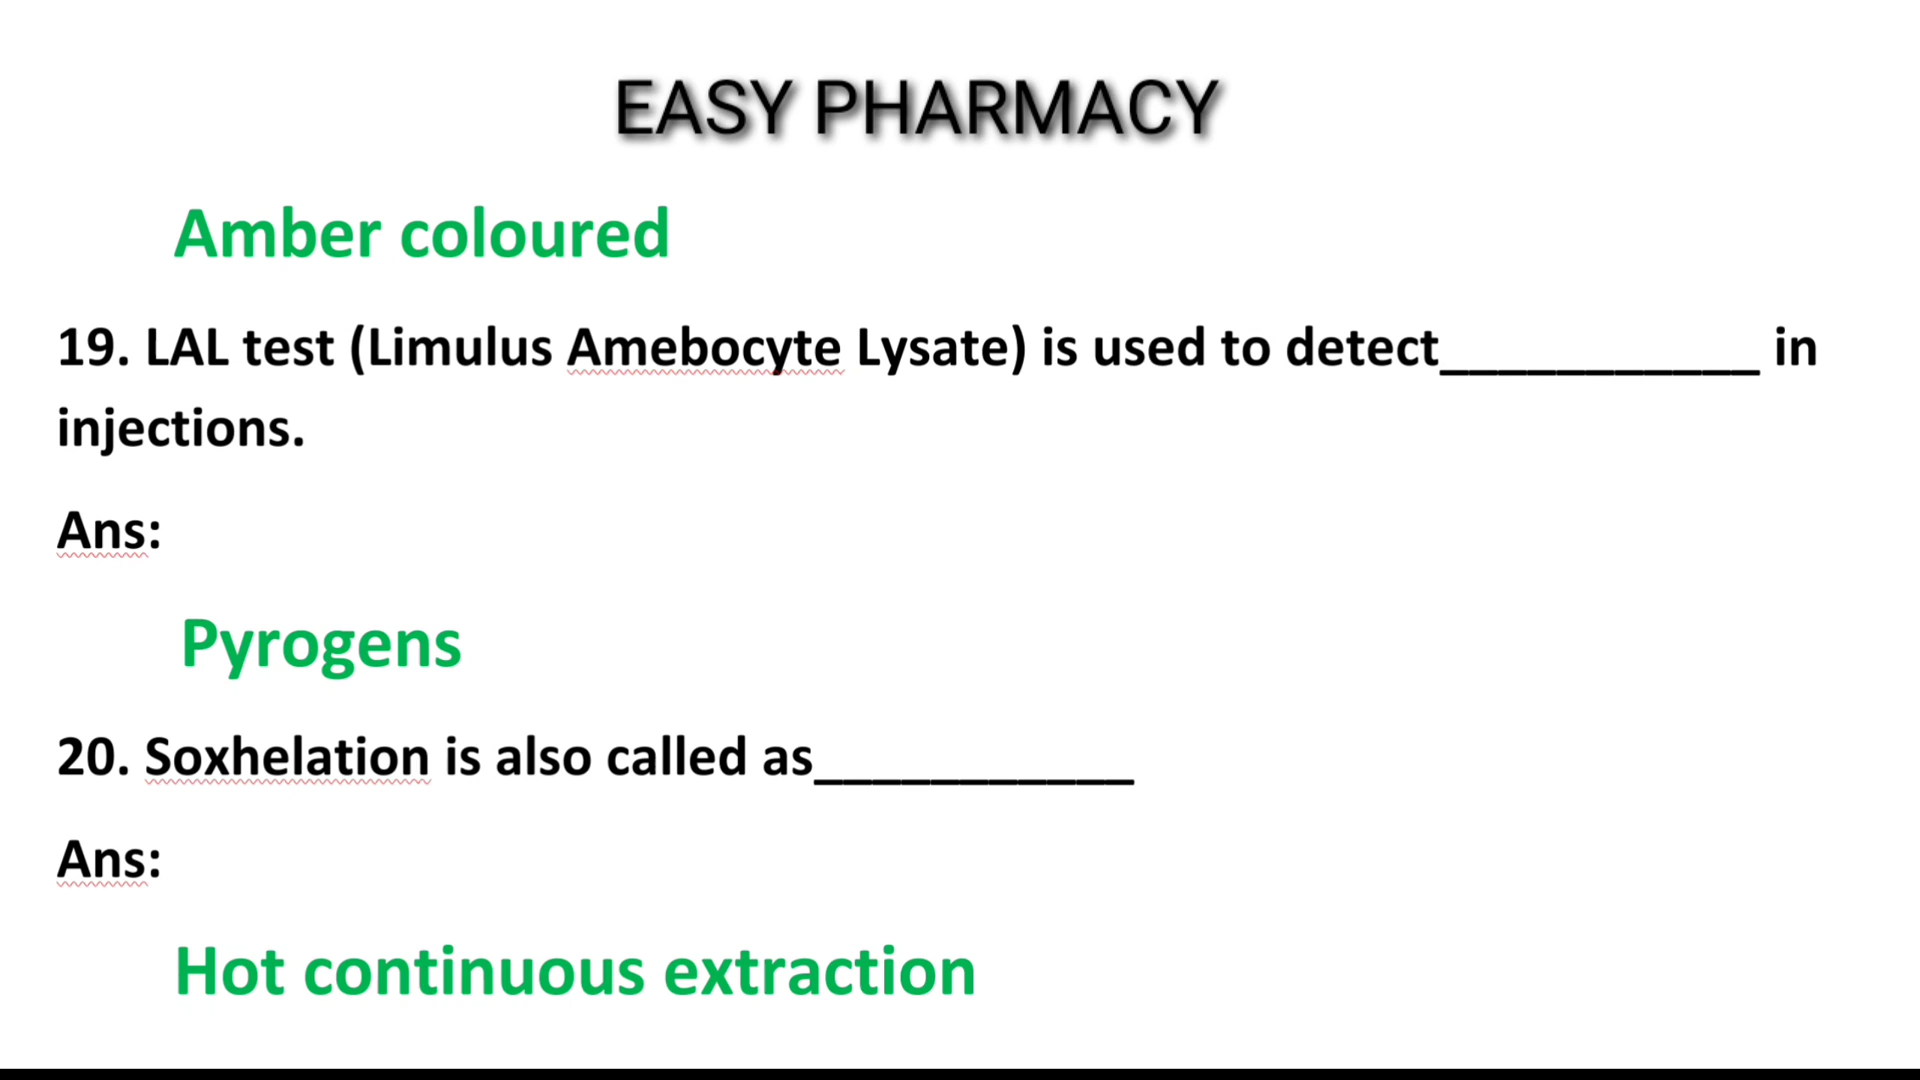 EASY PHARMACY
Amber coloured
19. LAL test (Limulus Amebocyte Lysate) is used to detect___________ in
injections.
Ans:
Pyrogens
20. Soxhelation is also called as___________
Ans:
Hot continuous extraction